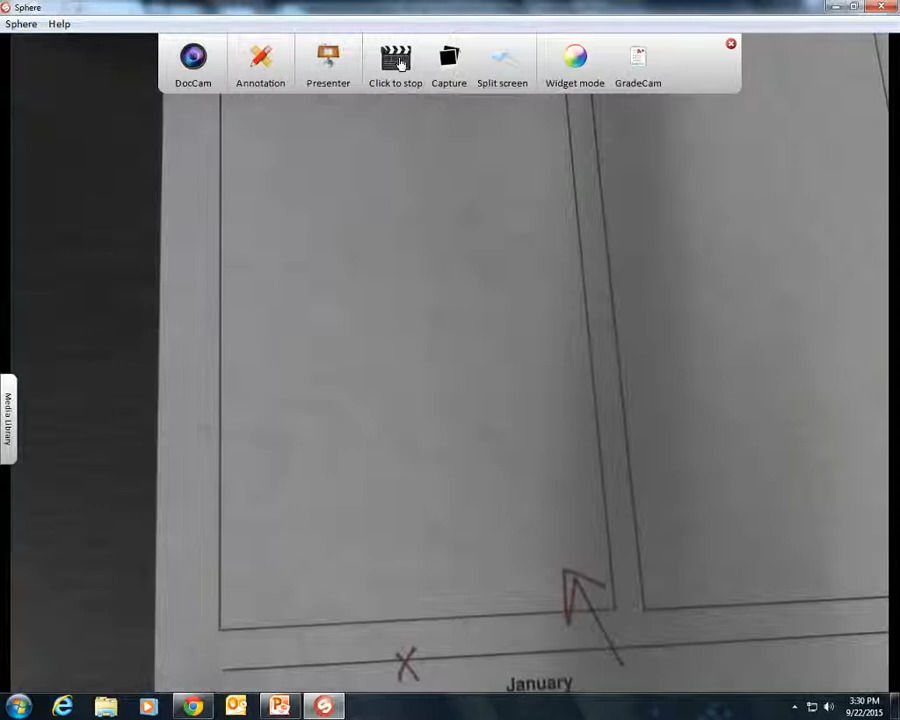 Sphere
Sphere Help
DocCam Annotation Presenter Click to stop Capture Split screen Widget mode GradeCam
Media Library
X
January
3:30 PM
9/22/2015